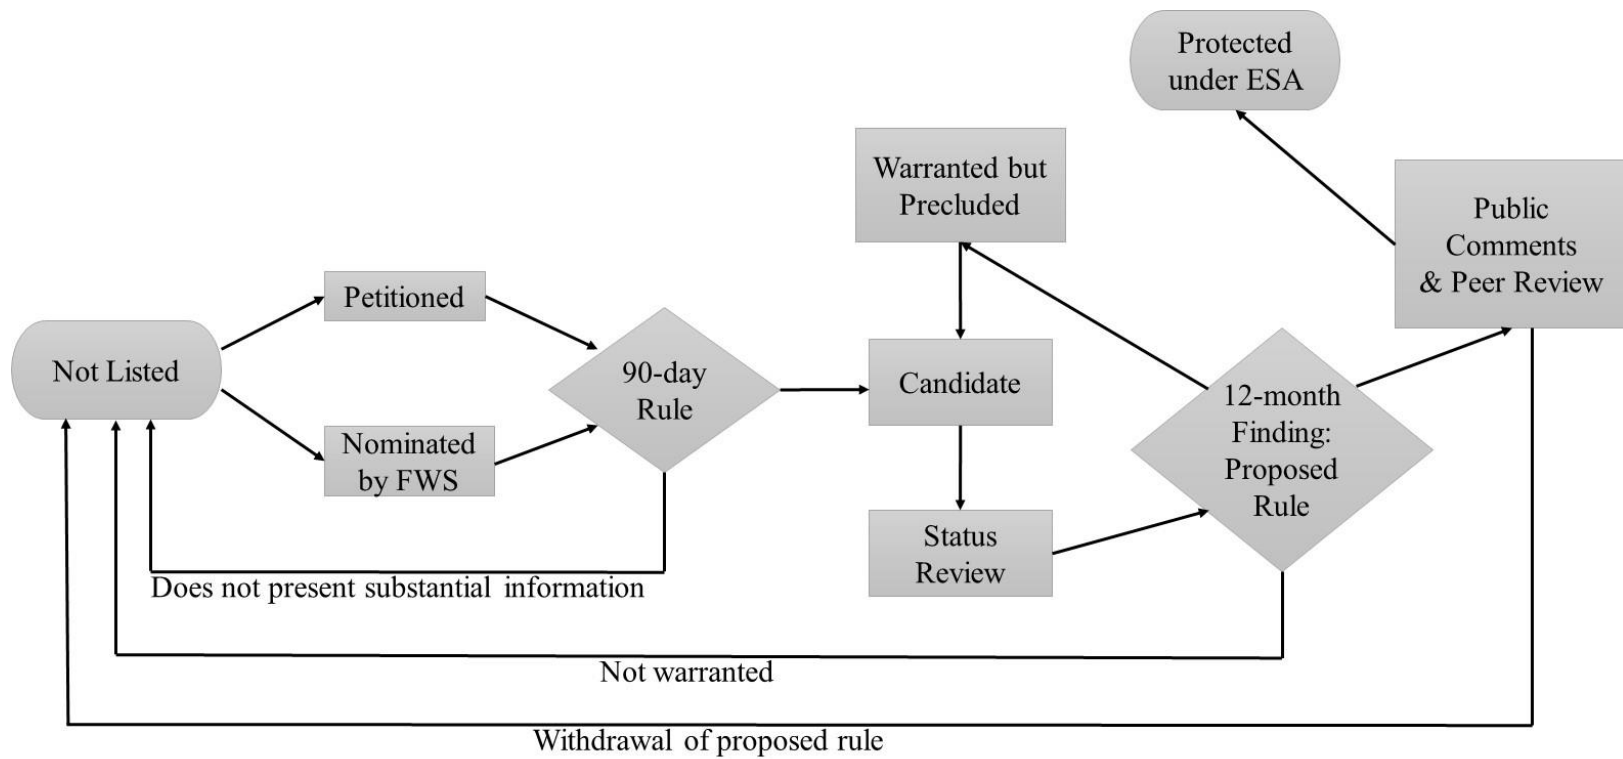 Protected
under ESA
Warranted but
Precluded
Public
Comments
& Peer Review
Petitioned
Not Listed
90-day
Rule
Candidate
12-month
Finding:
Proposed
Rule
Nominated
by FWS
Status
Review
Does not present substantial information
Not warranted
Withdrawal of proposed rule